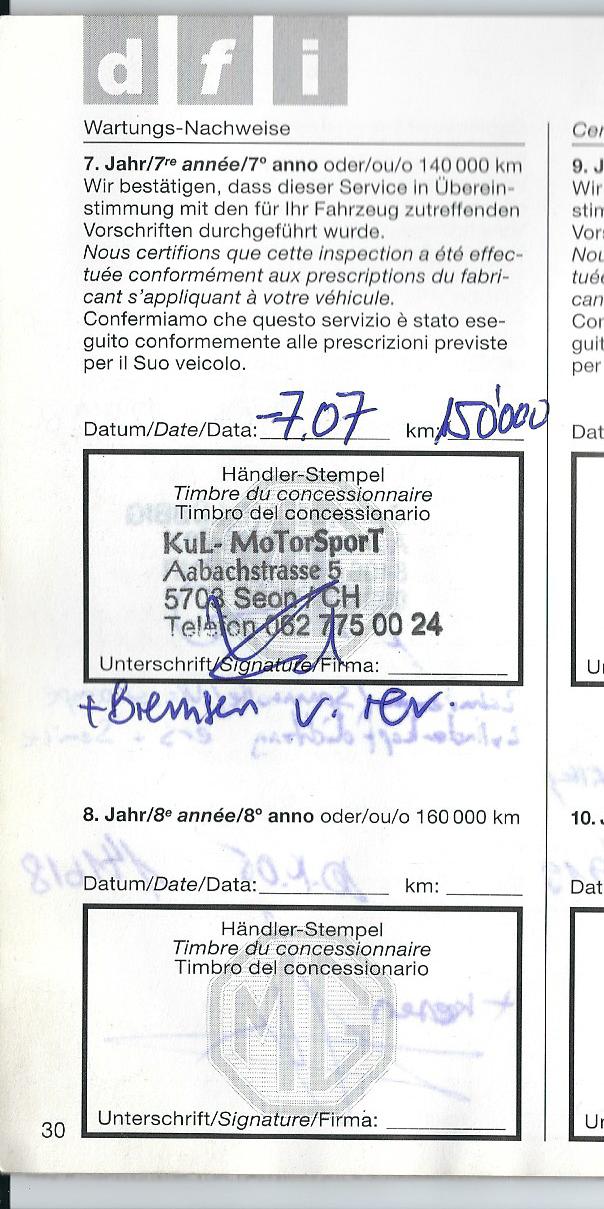 d f i
Wartungs-Nachweise
7. Jahr/7re année/7° anno oder/ou/o 140 000 km
Wir bestätigen, dass dieser Service in Überein-
stimmung mit den für Ihr Fahrzeug zutreffenden
Vorschriften durchgeführt wurde.
Nous certifions que cette inspection a été effec-
tuée conformément aux prescriptions du fabri-
cant s'appliquant à votre véhicule.
Confermiamo che questo servizio è stato ese-
guito conformemente alle prescrizioni previste
per il Suo veicolo.
Datum/Date/Data: -7.07 km: 150'000
Händler-Stempel
Timbre du concessionnaire
Timbro del concessionario
KuL- MoTorSporT
Aabachstrasse 5
5703 Seon / CH
Telefon 062 775 00 24
Unterschrift/Signature/Firma:
+ Bremsen v. rev.
8. Jahr/8e année/8° anno oder/ou/o 160 000 km
Datum/Date/Data: km:
Händler-Stempel
Timbre du concessionnaire
Timbro del concessionario
MG
Unterschrift/Signature/Firma:
30
9. J
Wir
Vor
tuée
per
Dat
10.
Dat